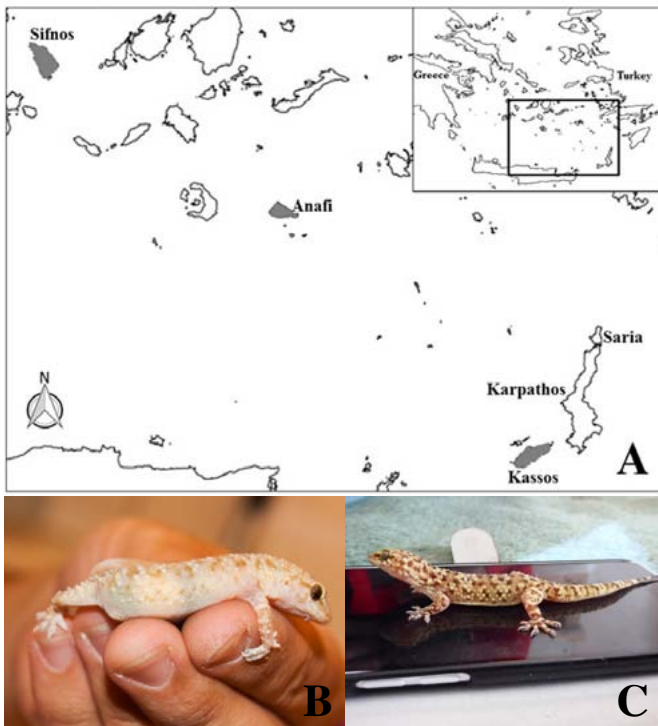 Sifnos
Greece
Turkey
Anafi
Saria
Karpathos
N
Kassos
A
B
C